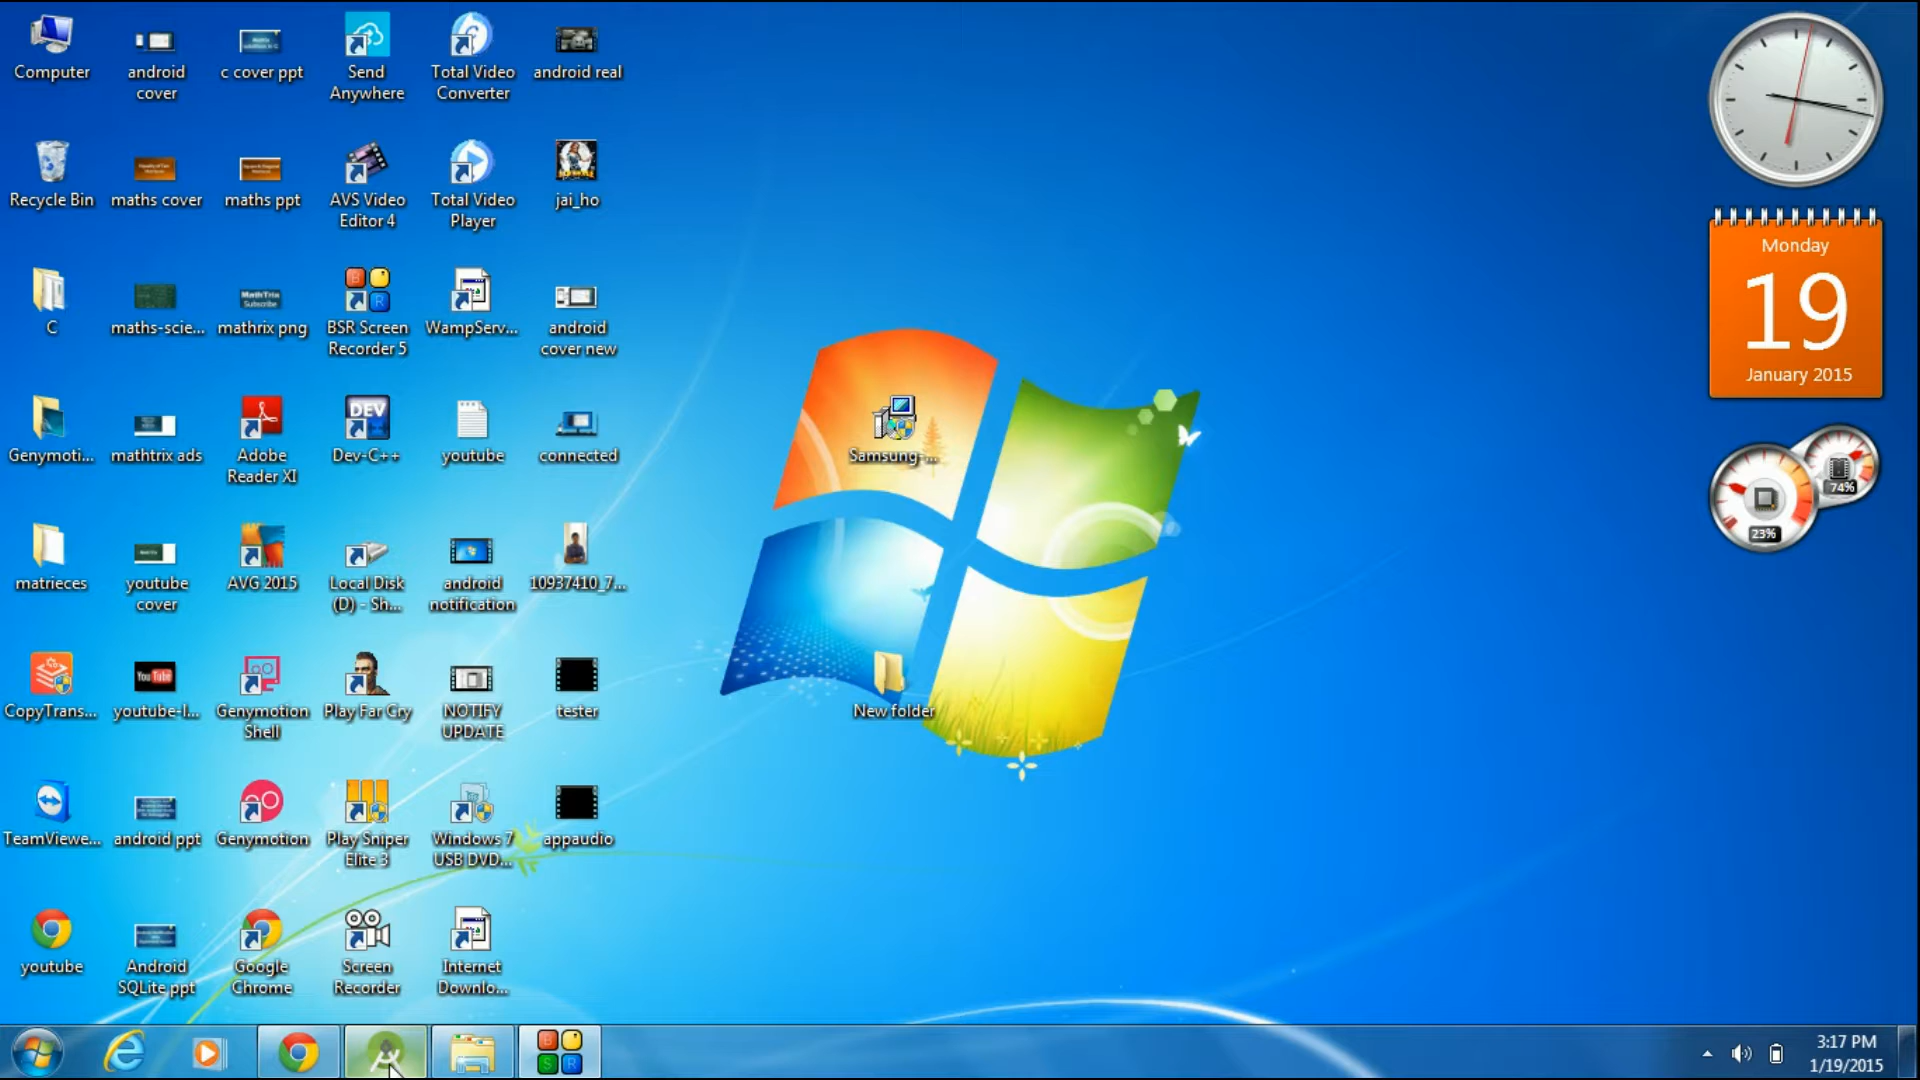 Computer
android
cover
c cover ppt
Send
Anywhere
Total Video
Converter
android real
Recycle Bin
maths cover
maths ppt
AVS Video
Editor 4
Total Video
Player
jai_ho
C
maths-scie...
MathTrix
Subscribe
mathrix png
B
R
BSR Screen
Recorder 5
WampServ...
android
cover new
Genymoti...
mathtrix ads
Adobe
Reader XI
DEV
Dev-C++
youtube
connected
Samsung-...
matrieces
youtube
cover
AVG 2015
Local Disk
(D) - Sh...
android
notification
10937410_7...
CopyTrans...
You Tube
youtube-l...
Genymotion
Shell
Play Far Cry
NOTIFY
UPDATE
tester
New folder
TeamViewe...
android ppt
Genymotion
Play Sniper
Elite 3
Windows 7
USB DVD...
appaudio
youtube
Android
SQLite ppt
Google
Chrome
Screen
Recorder
Internet
Downlo...
Monday
19
January 2015
74%
23%
B
S R
3:17 PM
1/19/2015